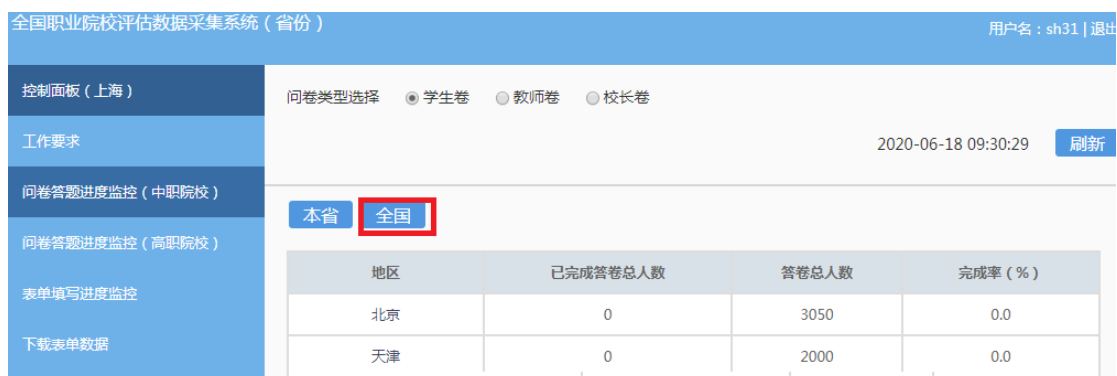 全国职业院校评估数据采集系统（省份）
用户名：sh31 | 退出
控制面板（上海）
工作要求
问卷答题进度监控（中职院校）
问卷答题进度监控（高职院校）
表单填写进度监控
下载表单数据
问卷类型选择 学生卷 教师卷 校长卷
2020-06-18 09:30:29 刷新
本省 全国
地区 已完成答卷总人数 答卷总人数 完成率（%）
北京 0 3050 0.0
天津 0 2000 0.0